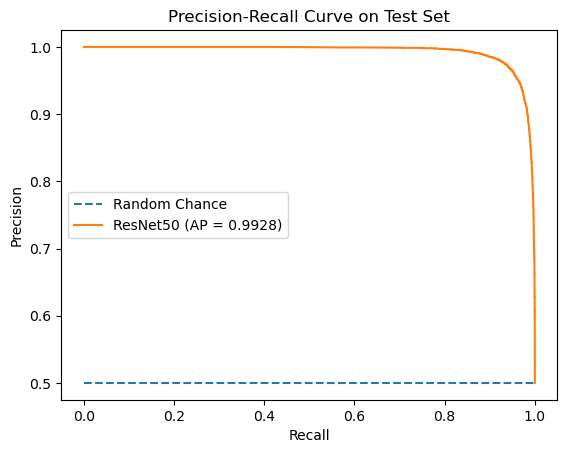 Precision-Recall Curve on Test Set
1.0
0.9
0.8
0.7
0.6
0.5
Precision
Random Chance
ResNet50 (AP = 0.9928)
0.0 0.2 0.4 0.6 0.8 1.0
Recall